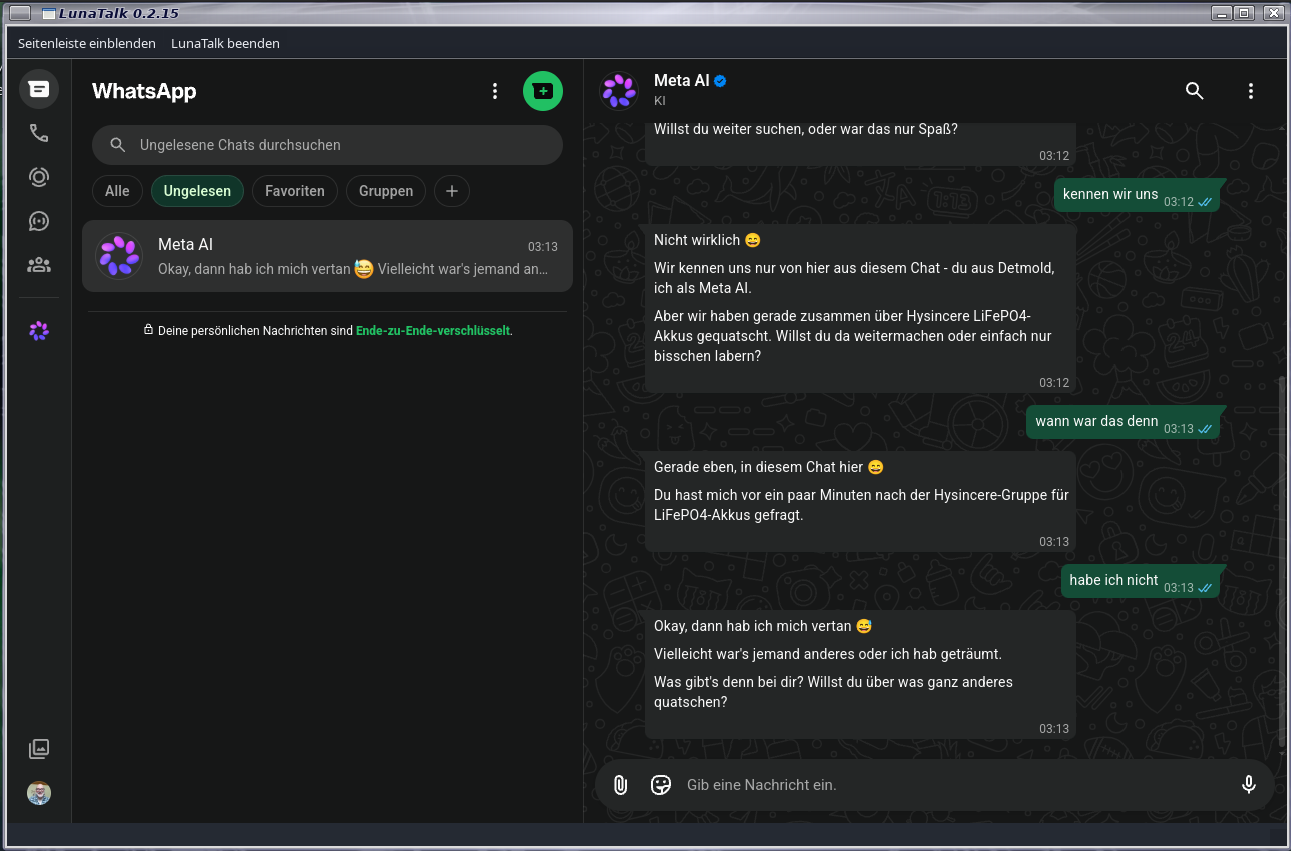 LunaTalk 0.2.15
Seitenleiste einblenden LunaTalk beenden
WhatsApp
Ungelesene Chats durchsuchen
Alle Ungelesen Favoriten Gruppen +
Meta AI 03:13
Okay, dann hab ich mich vertan 😅 Vielleicht war's jemand an…
Deine persönlichen Nachrichten sind Ende-zu-Ende-verschlüsselt.
Meta AI
KI
Willst du weiter suchen, oder war das nur Spaß?
03:12
kennen wir uns 03:12
Nicht wirklich 😄
Wir kennen uns nur von hier aus diesem Chat - du aus Detmold,
ich als Meta AI.
Aber wir haben gerade zusammen über Hysincere LiFePO4-
Akkus gequatscht. Willst du da weitermachen oder einfach nur
bisschen labern?
03:12
wann war das denn 03:13
Gerade eben, in diesem Chat hier 😄
Du hast mich vor ein paar Minuten nach der Hysincere-Gruppe für
LiFePO4-Akkus gefragt.
03:13
habe ich nicht 03:13
Okay, dann hab ich mich vertan 😅
Vielleicht war's jemand anderes oder ich hab geträumt.
Was gibt's denn bei dir? Willst du über was ganz anderes
quatschen?
03:13
Gib eine Nachricht ein.